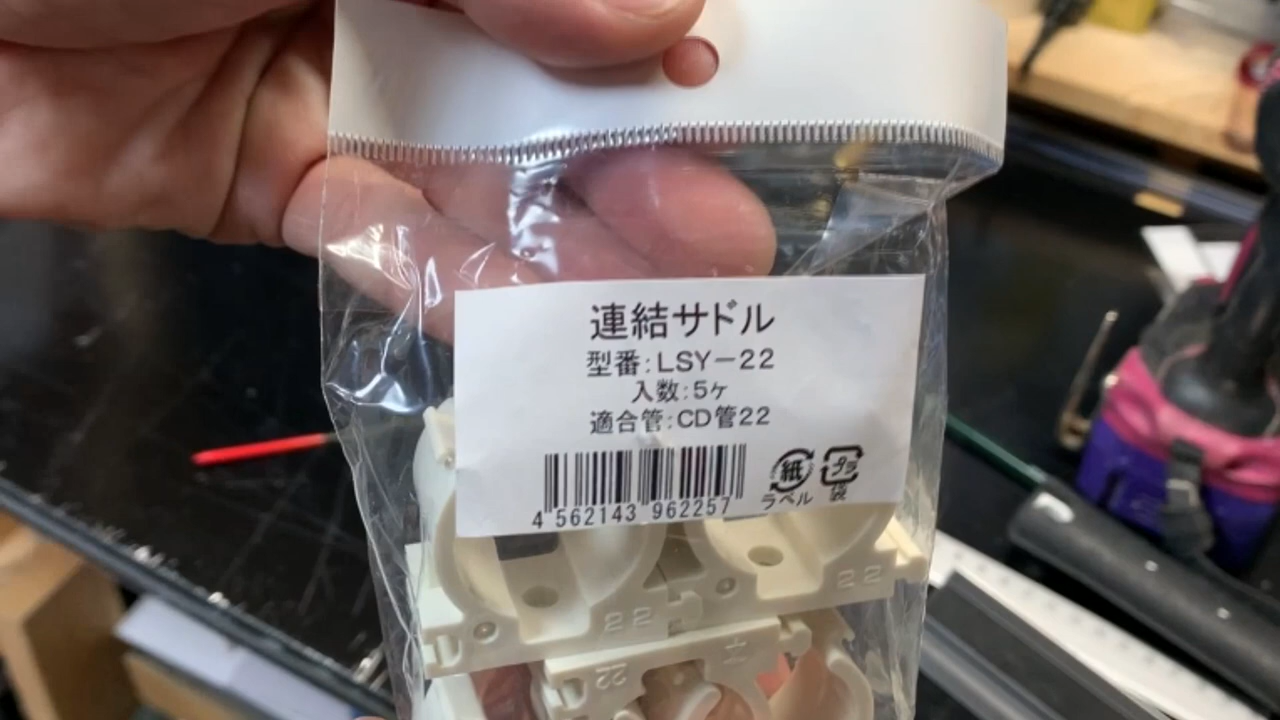 連結サドル
型番:LSY－22
入数:5ヶ
適合管:CD管22
紙
プラ
ラベル
袋
4 562143 962257
22
22
22